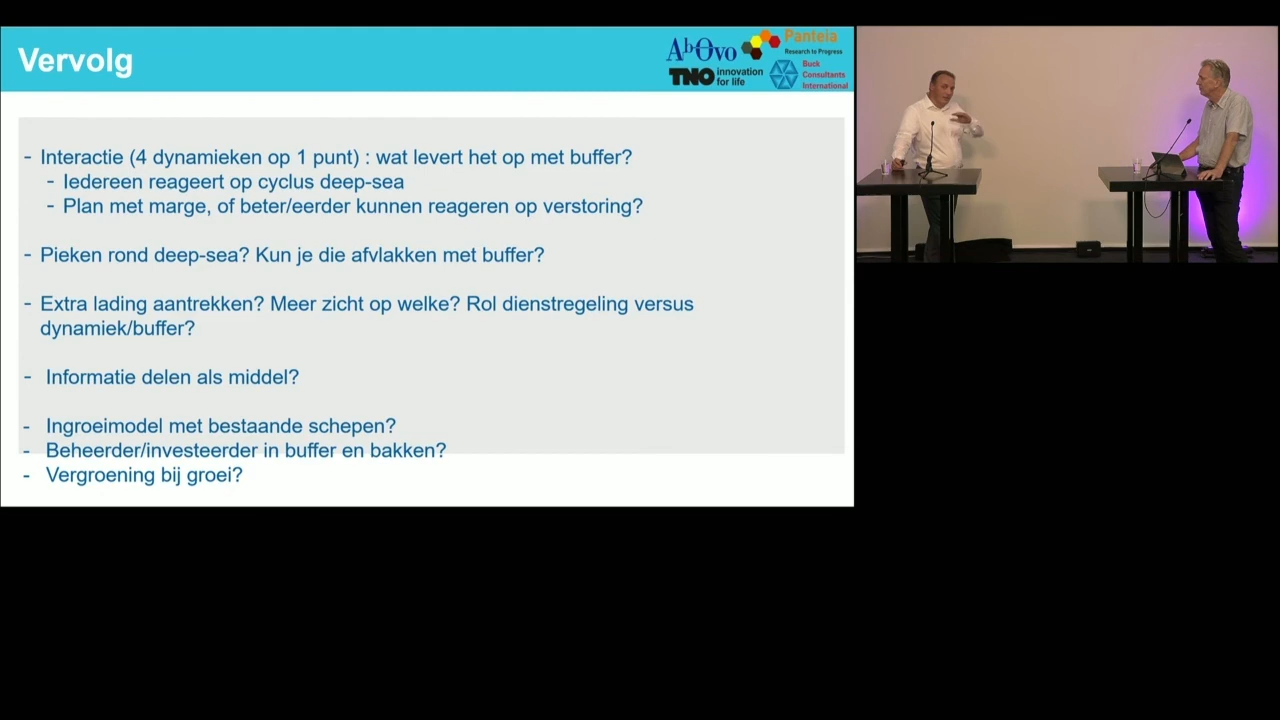 Vervolg
AbOvo
Panteia
Research to Progress
TNO innovation
for life
Buck
Consultants
International
- Interactie (4 dynamieken op 1 punt) : wat levert het op met buffer?
- Iedereen reageert op cyclus deep-sea
- Plan met marge, of beter/eerder kunnen reageren op verstoring?
- Pieken rond deep-sea? Kun je die afvlakken met buffer?
- Extra lading aantrekken? Meer zicht op welke? Rol dienstregeling versus
dynamiek/buffer?
- Informatie delen als middel?
- Ingroeimodel met bestaande schepen?
- Beheerder/investeerder in buffer en bakken?
- Vergroening bij groei?